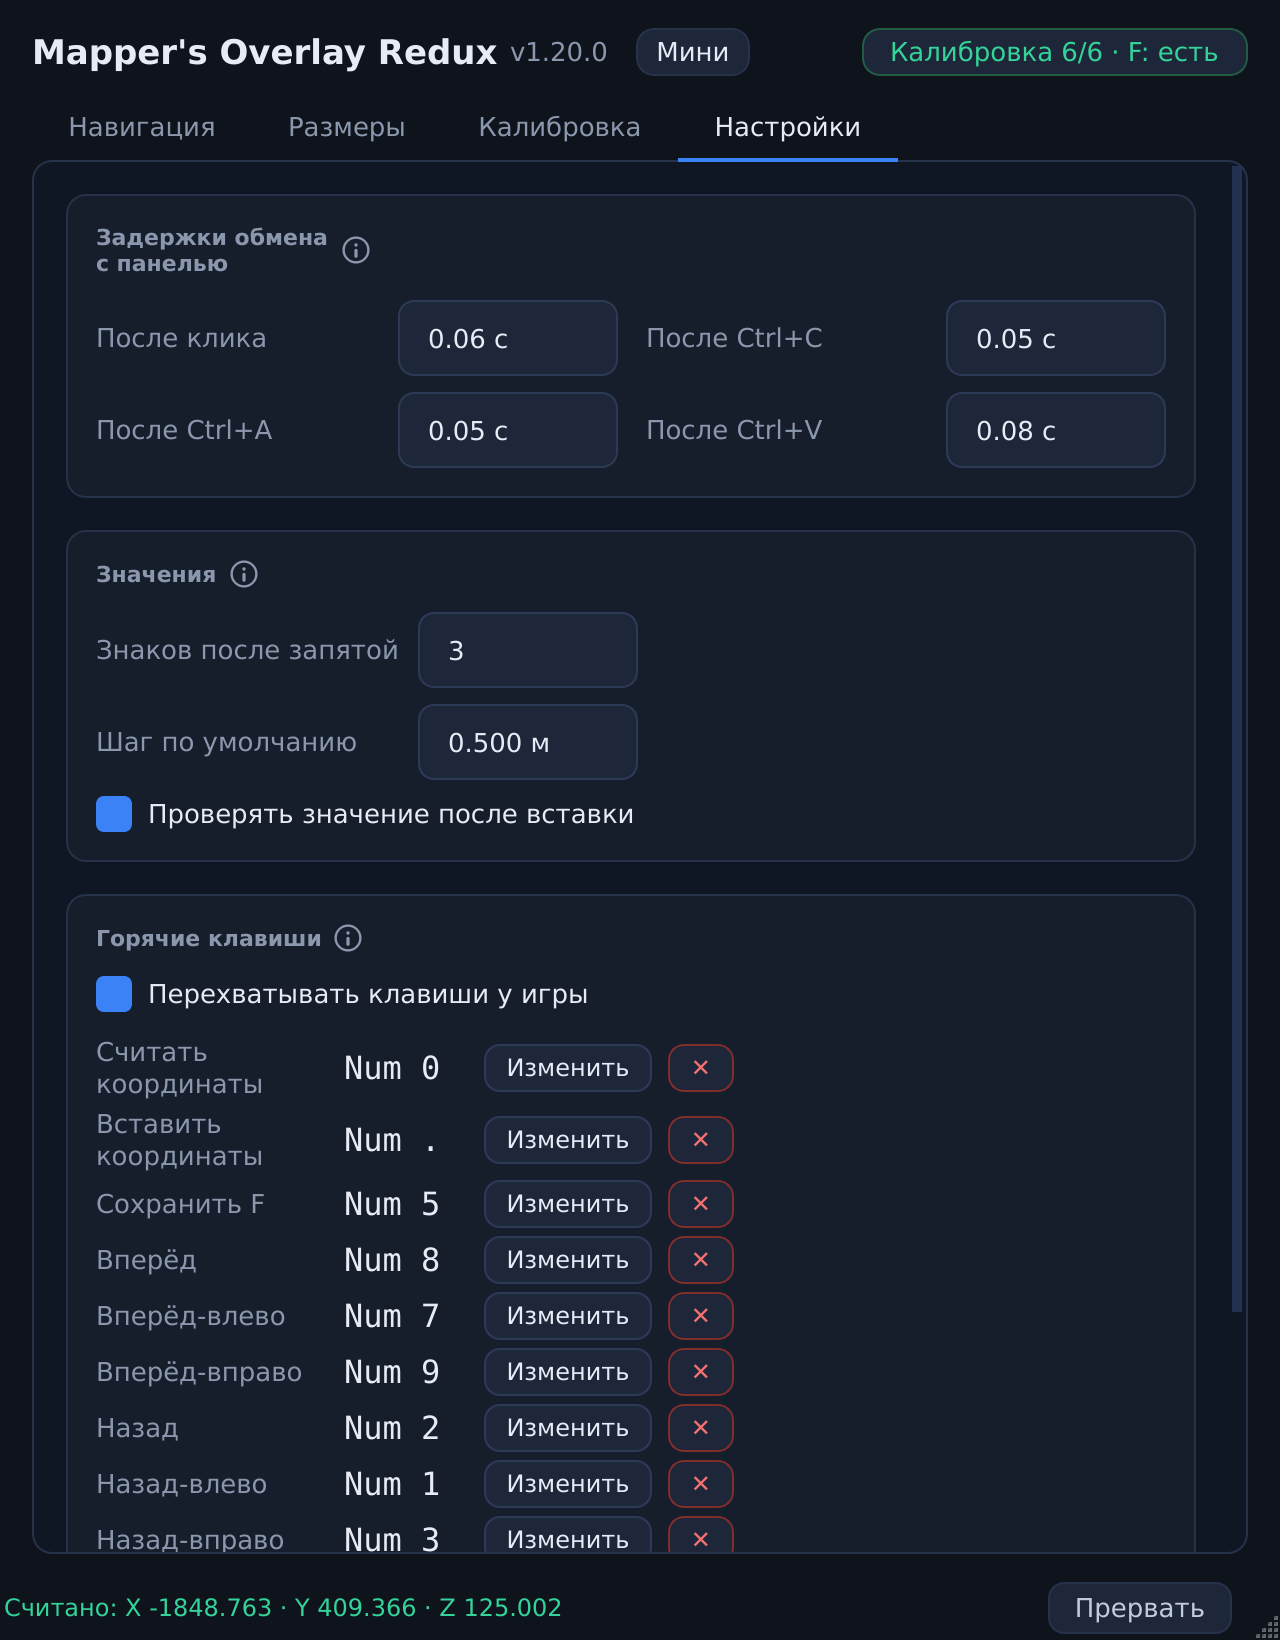 Mapper's Overlay Redux v1.20.0 Мини Калибровка 6/6 · F: есть
Навигация Размеры Калибровка Настройки
Задержки обмена
с панелью
После клика 0.06 с После Ctrl+C 0.05 с
После Ctrl+A 0.05 с После Ctrl+V 0.08 с
Значения
Знаков после запятой 3
Шаг по умолчанию 0.500 м
Проверять значение после вставки
Горячие клавиши
Перехватывать клавиши у игры
Считать
координаты Num 0 Изменить ✕
Вставить
координаты Num . Изменить ✕
Сохранить F Num 5 Изменить ✕
Вперёд Num 8 Изменить ✕
Вперёд-влево Num 7 Изменить ✕
Вперёд-вправо Num 9 Изменить ✕
Назад Num 2 Изменить ✕
Назад-влево Num 1 Изменить ✕
Назад-вправо Num 3 Изменить ✕
Считано: X -1848.763 · Y 409.366 · Z 125.002 Прервать